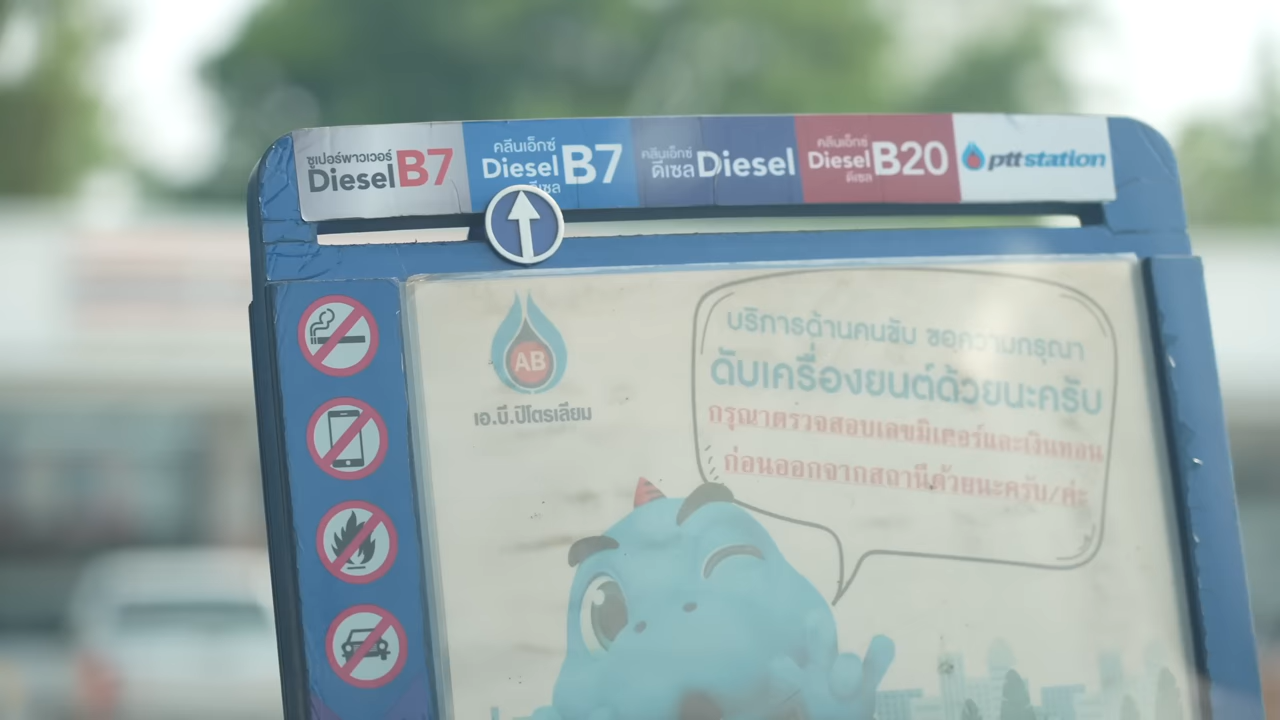 ซูเปอร์พาวเวอร์
Diesel B7
คลีนเอ็กซ์
Diesel B7
ดีเซล
คลีนเอ็กซ์
ดีเซล Diesel
คลีนเอ็กซ์
Diesel B20
ดีเซล
ptt station
AB
เอ.บี.ปิโตรเลียม
บริการด้านคนขับ ขอความกรุณา
ดับเครื่องยนต์ด้วยนะครับ
กรุณาตรวจสอบเลขมิเตอร์และเงินทอน
ก่อนออกจากสถานีด้วยนะครับ/ค่ะ